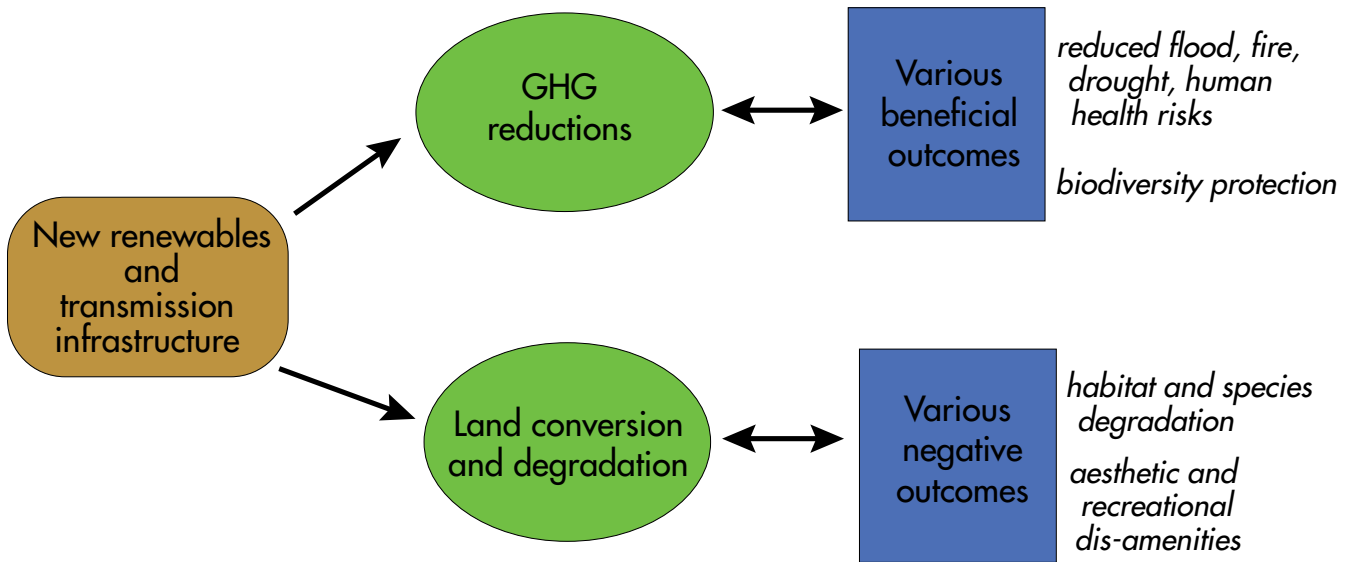 New renewables
and
transmission
infrastructure
GHG
reductions
Various
beneficial
outcomes
reduced flood, fire,
drought, human
health risks
biodiversity protection
Land conversion
and degradation
Various
negative
outcomes
habitat and species
degradation
aesthetic and
recreational
dis-amenities